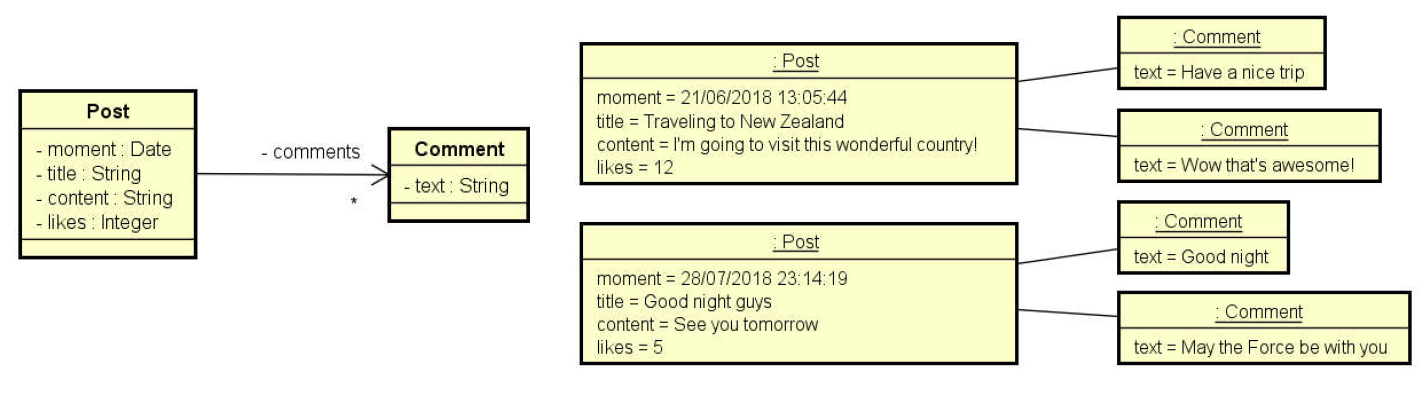 Post
- moment : Date
- title : String
- content : String
- likes : Integer
- comments
*
Comment
- text : String
: Post
moment = 21/06/2018 13:05:44
title = Traveling to New Zealand
content = I'm going to visit this wonderful country!
likes = 12
: Comment
text = Have a nice trip
: Comment
text = Wow that's awesome!
: Post
moment = 28/07/2018 23:14:19
title = Good night guys
content = See you tomorrow
likes = 5
: Comment
text = Good night
: Comment
text = May the Force be with you